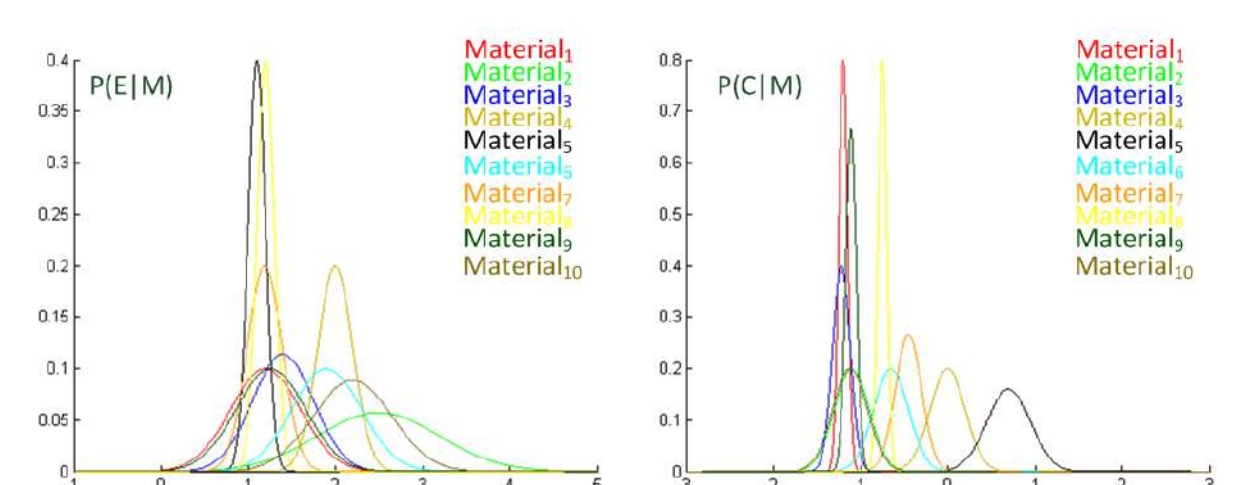 P(E|M)
0.4
0.35
0.3
0.25
0.2
0.15
0.1
0.05
0
1 0 1 2 3 4 5
Material₁
Material₂
Material₃
Material₄
Material₅
Material₆
Material₇
Material₈
Material₉
Material₁₀
P(C|M)
0.8
0.7
0.6
0.5
0.4
0.3
0.2
0.1
0
3 2 1 0 1 2 3
Material₁
Material₂
Material₃
Material₄
Material₅
Material₆
Material₇
Material₈
Material₉
Material₁₀